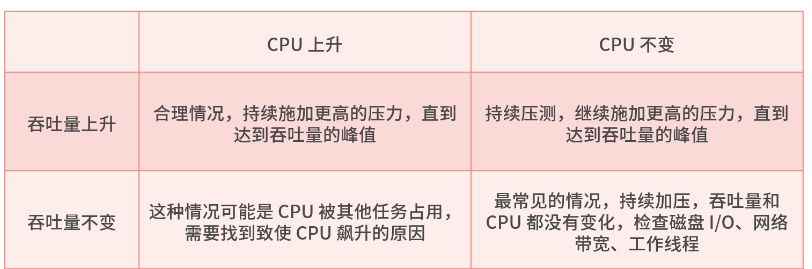 CPU 上升
CPU 不变
吞吐量上升
合理情况，持续施加更高的压力，直到
达到吞吐量的峰值
持续压测，继续施加更高的压力，直到
达到吞吐量的峰值
吞吐量不变
这种情况可能是 CPU 被其他任务占用，
需要找到致使 CPU 飙升的原因
最常见的情况，持续加压，吞吐量和
CPU 都没有变化，检查磁盘 I/O、网络
带宽、工作线程